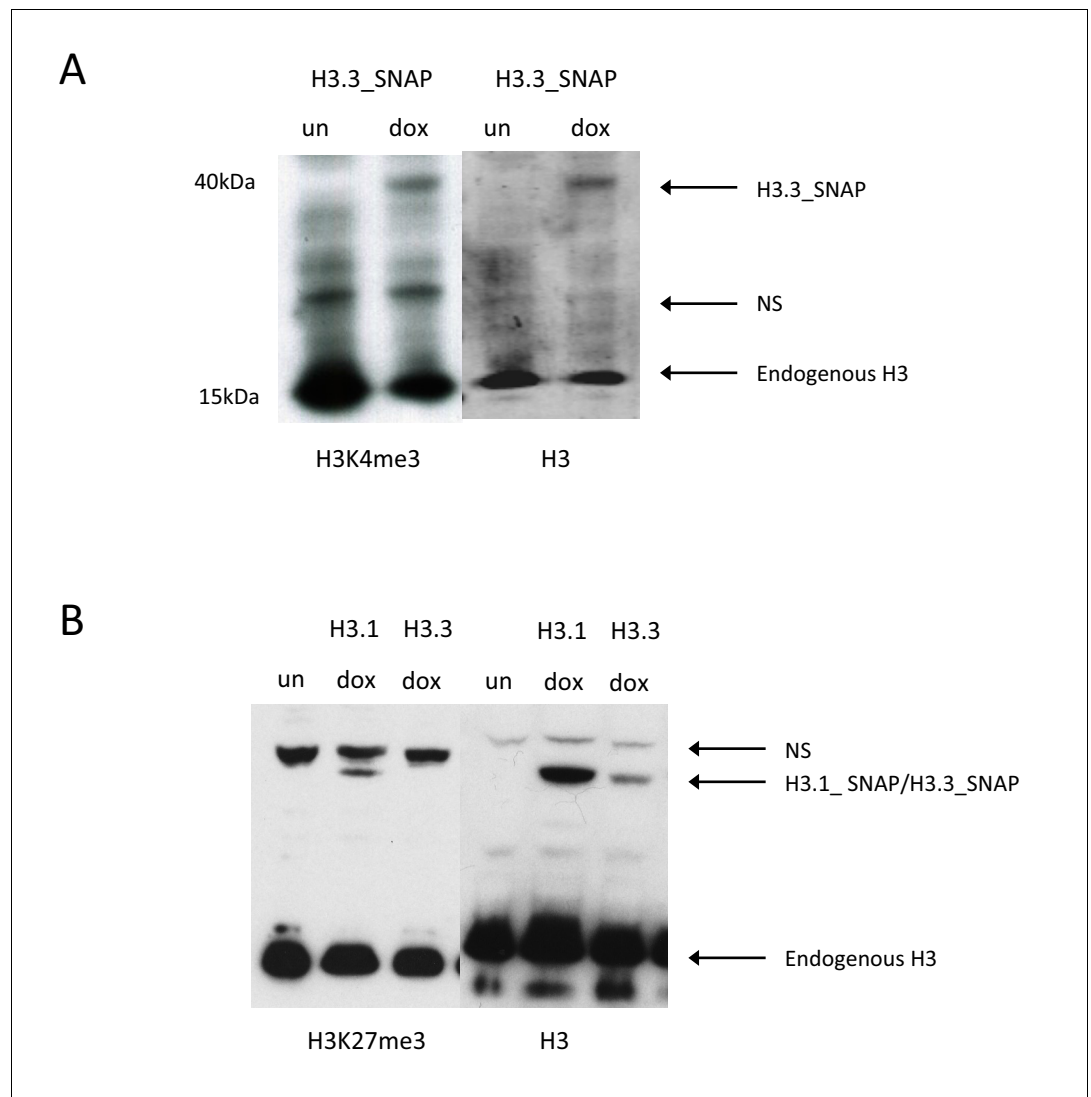 A
H3.3_SNAP H3.3_SNAP
un dox un dox
40kDa
H3.3_SNAP
NS
Endogenous H3
15kDa
H3K4me3 H3
B
H3.1 H3.3 H3.1 H3.3
un dox dox un dox dox
NS
H3.1_ SNAP/H3.3_SNAP
Endogenous H3
H3K27me3 H3